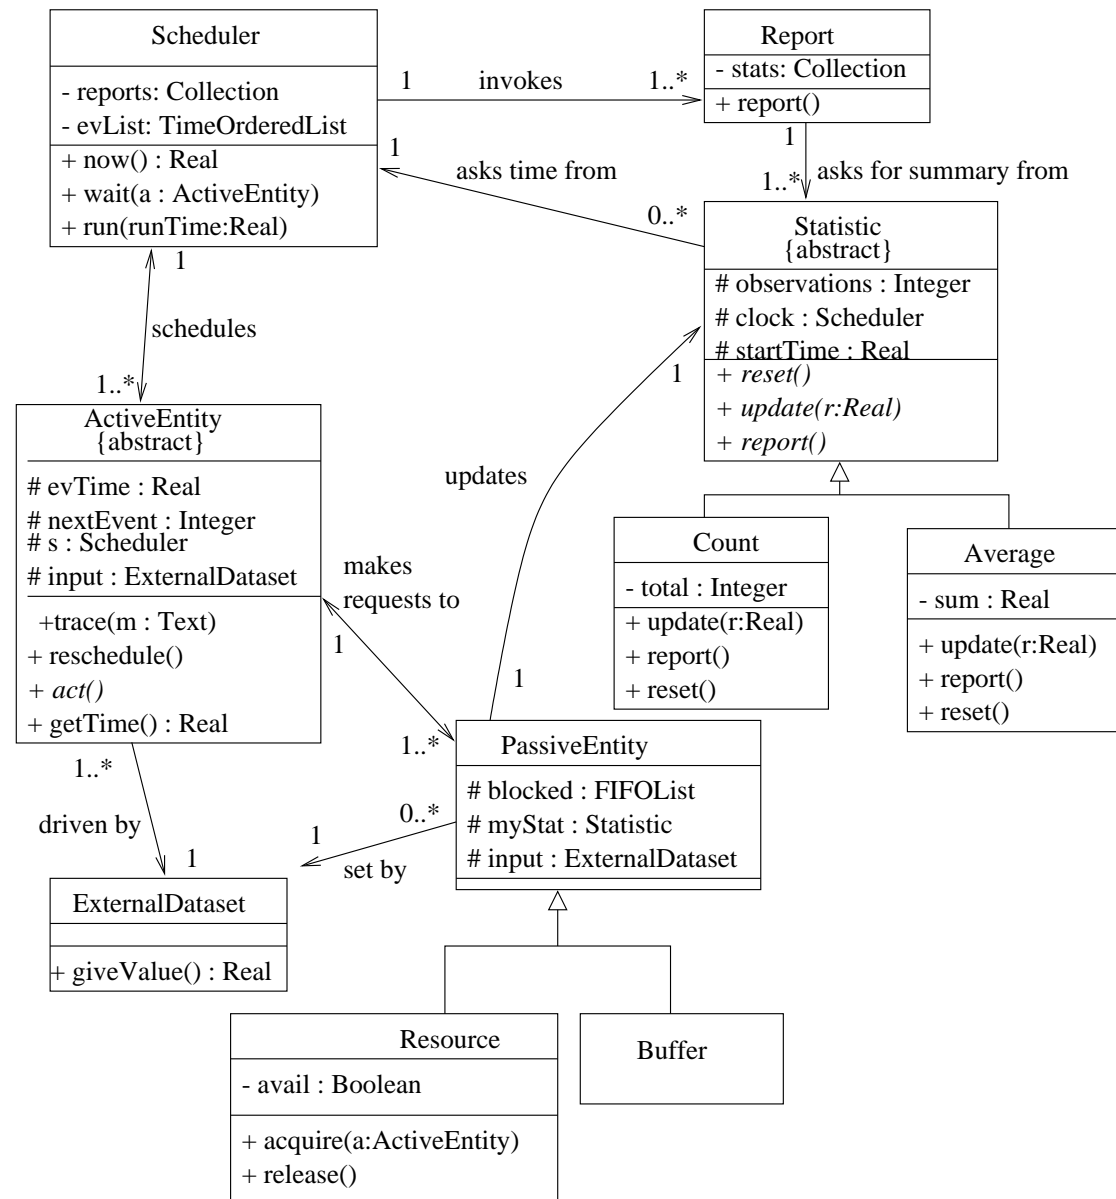 Scheduler
- reports: Collection
- evList: TimeOrderedList
+ now() : Real
+ wait(a : ActiveEntity)
+ run(runTime:Real)
1
invokes
1..*
Report
- stats: Collection
+ report()
1
asks time from
0..*
1
1..*
asks for summary from
Statistic
{abstract}
# observations : Integer
# clock : Scheduler
# startTime : Real
+ reset()
+ update(r:Real)
+ report()
1
schedules
1..*
ActiveEntity
{abstract}
# evTime : Real
# nextEvent : Integer
# s : Scheduler
# input : ExternalDataset
+trace(m : Text)
+ reschedule()
+ act()
+ getTime() : Real
1
updates
1
Count
- total : Integer
+ update(r:Real)
+ report()
+ reset()
Average
- sum : Real
+ update(r:Real)
+ report()
+ reset()
makes
requests to
1
1..*
PassiveEntity
# blocked : FIFOList
# myStat : Statistic
# input : ExternalDataset
1..*
driven by
1
0..*
1
set by
ExternalDataset
+ giveValue() : Real
Resource
- avail : Boolean
+ acquire(a:ActiveEntity)
+ release()
Buffer